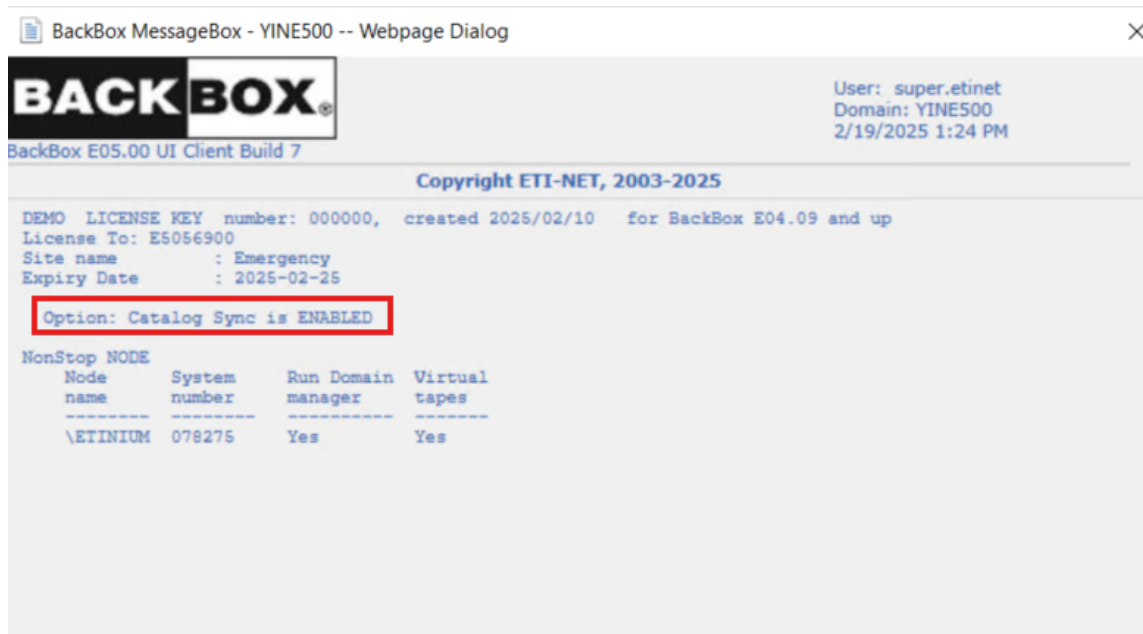 BackBox MessageBox - YINE500 -- Webpage Dialog
BACKBOX®
User: super.etinet
Domain: YINE500
2/19/2025 1:24 PM
BackBox E05.00 UI Client Build 7
Copyright ETI-NET, 2003-2025
DEMO LICENSE KEY number: 000000, created 2025/02/10 for BackBox E04.09 and up
License To: E5056900
Site name : Emergency
Expiry Date : 2025-02-25
Option: Catalog Sync is ENABLED
NonStop NODE
Node System Run Domain Virtual
name number manager tapes
-------- -------- ---------- -------
\ETINIUM 078275 Yes Yes